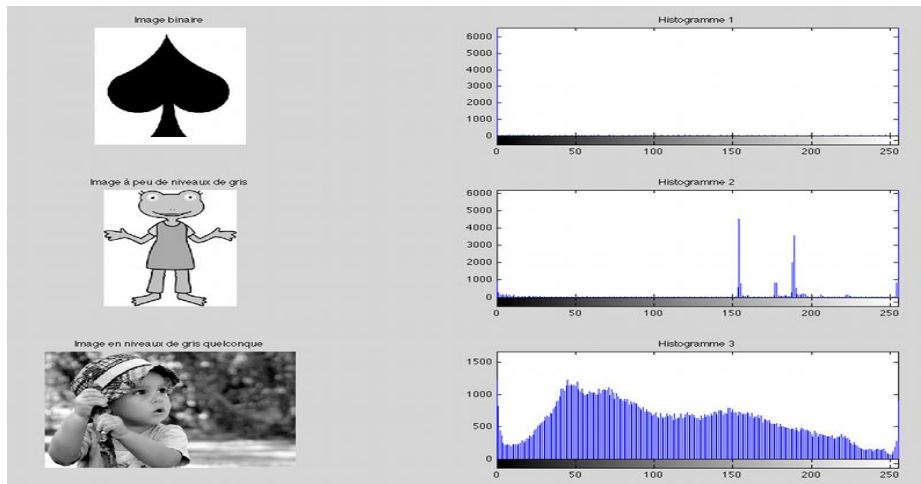 Image binaire
Histogramme 1
6000
5000
4000
3000
2000
1000
0
0 50 100 150 200 250
Image à peu de niveaux de gris
Histogramme 2
6000
5000
4000
3000
2000
1000
0
0 50 100 150 200 250
Image en niveaux de gris quelconque
Histogramme 3
1500
1000
500
0
0 50 100 150 200 250